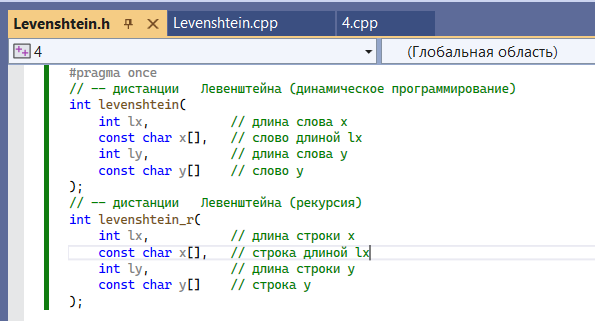 Levenshtein.h Levenshtein.cpp 4.cpp
4 (Глобальная область)
#pragma once
// -- дистанции   Левенштейна (динамическое программирование)
int levenshtein(
    int lx,           // длина слова x
    const char x[],   // слово длиной lx
    int ly,           // длина слова y
    const char y[]    // слово y
);
// -- дистанции   Левенштейна (рекурсия)
int levenshtein_r(
    int lx,           // длина строки x
    const char x[],   // строка длиной lx
    int ly,           // длина строки y
    const char y[]    // строка y
);